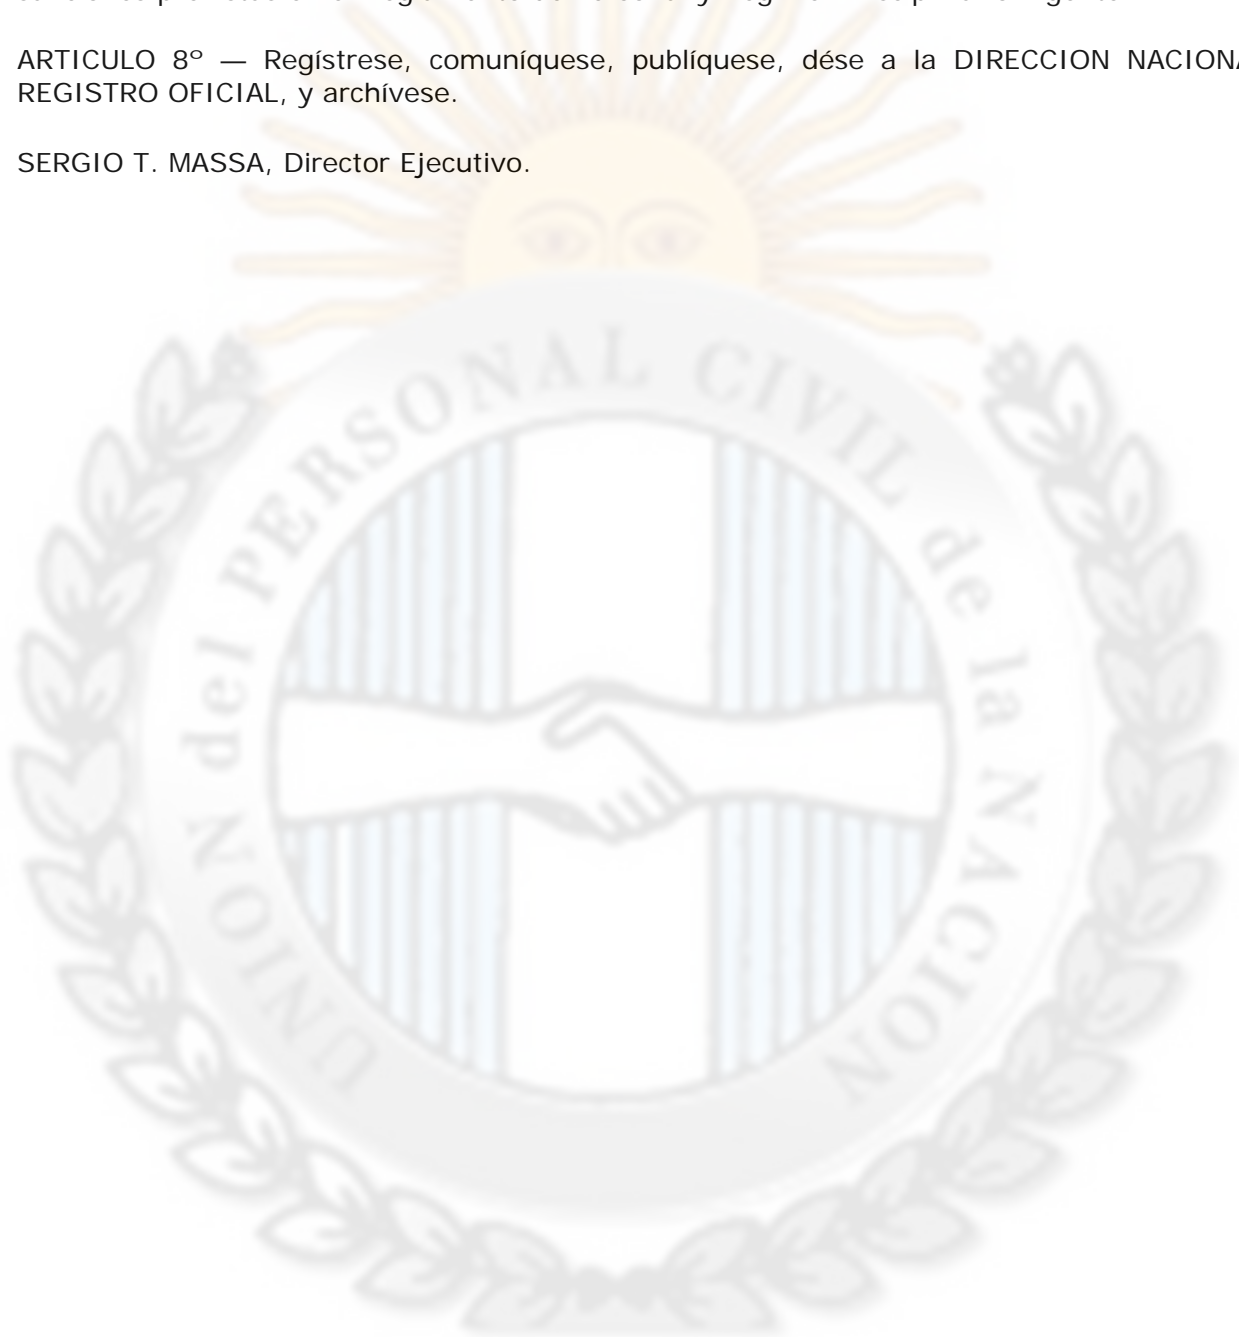 ARTICULO 8º — Regístrese, comuníquese, publíquese, dése a la DIRECCION
REGISTRO OFICIAL, y archívese.
SERGIO T. MASSA, Director Ejecutivo.
UNION del PERSONAL CIVIL de la NACION